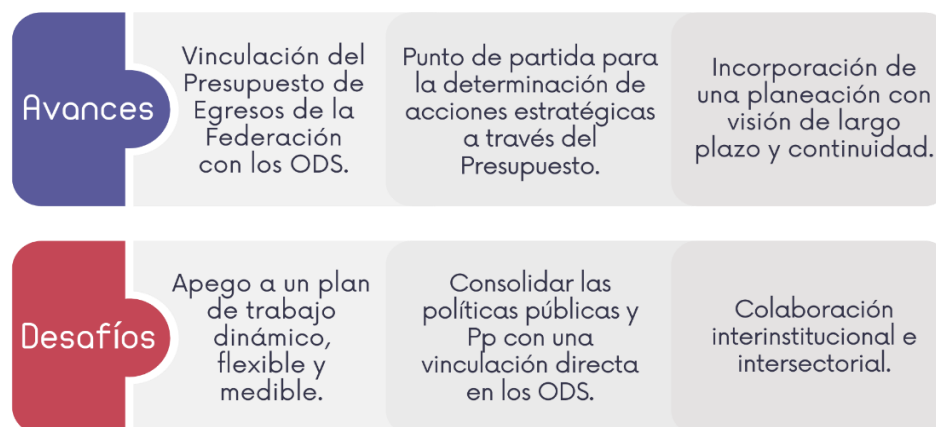 Avances
Vinculación del
Presupuesto de
Egresos de la
Federación
con los ODS.
Punto de partida para
la determinación de
acciones estratégicas
a través del
Presupuesto.
Incorporación de
una planeación con
visión de largo
plazo y continuidad.
Desafíos
Apego a un plan
de trabajo
dinámico,
flexible y
medible.
Consolidar las
políticas públicas y
Pp con una
vinculación directa
en los ODS.
Colaboración
interinstitucional e
intersectorial.